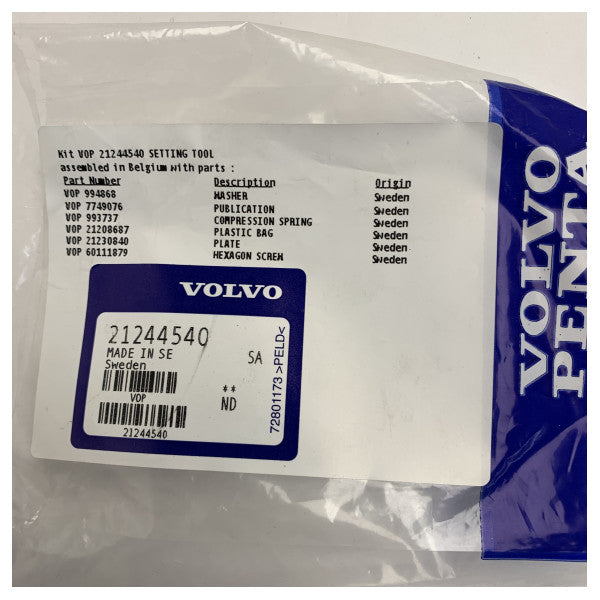 Kit VOP 21244540 SETTING TOOL
assembled in Belgium with parts :
Part Number Description Origin
VOP 994868 WASHER Sweden
VOP 7749076 PUBLICATION Sweden
VOP 993737 COMPRESSION SPRING Sweden
VOP 21208687 PLASTIC BAG Sweden
VOP 21230840 PLATE Sweden
VOP 60111879 HEXAGON SCREW Sweden
VOLVO
21244540
MADE IN SE SA
Sweden
**
VOP ND
21244540
72801173 >PELD<
VOLVO
PENTA